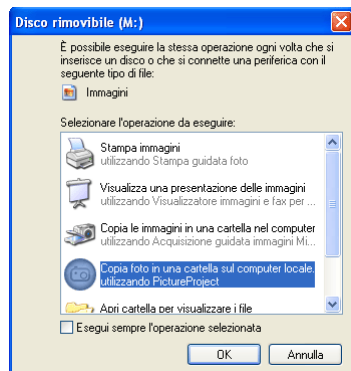 Disco rimovibile (M:)
È possibile eseguire la stessa operazione ogni volta che si
inserisce un disco o che si connette una periferica con il
seguente tipo di file:
Immagini
Selezionare l'operazione da eseguire:
Stampa immagini
utilizzando Stampa guidata foto
Visualizza una presentazione delle immagini
utilizzando Visualizzatore immagini e fax per ...
Copia le immagini in una cartella nel computer
utilizzando Acquisizione guidata immagini Mi...
Copia foto in una cartella sul computer locale.
utilizzando PictureProject
Apri cartella per visualizzare i file
Esegui sempre l'operazione selezionata
OK
Annulla